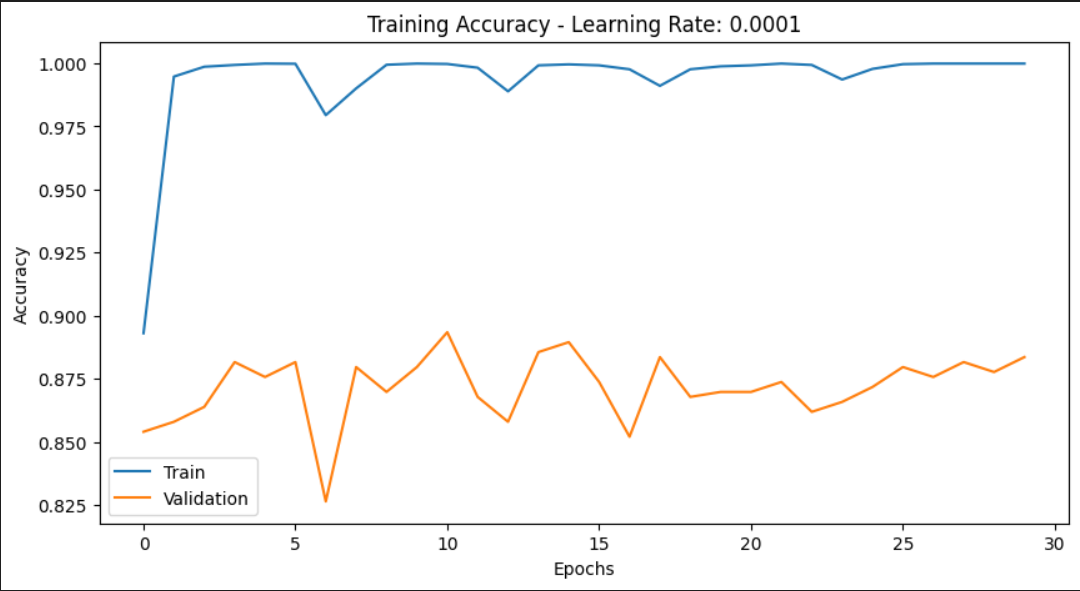 Training Accuracy - Learning Rate: 0.0001
1.000
0.975
0.950
0.925
0.900
0.875
0.850
0.825
Accuracy
Train
Validation
0 5 10 15 20 25 30
Epochs